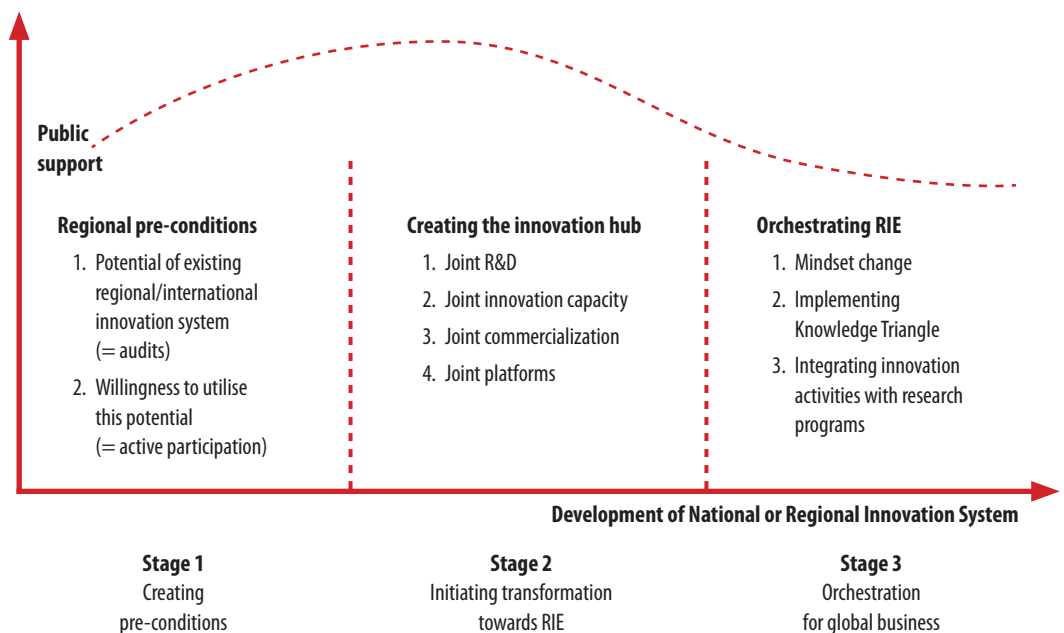 Public
support
Regional pre-conditions
1. Potential of existing
regional/international
innovation system
(= audits)
2. Willingness to utilise
this potential
(= active participation)
Creating the innovation hub
1. Joint R&D
2. Joint innovation capacity
3. Joint commercialization
4. Joint platforms
Orchestrating RIE
1. Mindset change
2. Implementing
Knowledge Triangle
3. Integrating innovation
activities with research
programs
Development of National or Regional Innovation System
Stage 1
Creating
pre-conditions
Stage 2
Initiating transformation
towards RIE
Stage 3
Orchestration
for global business